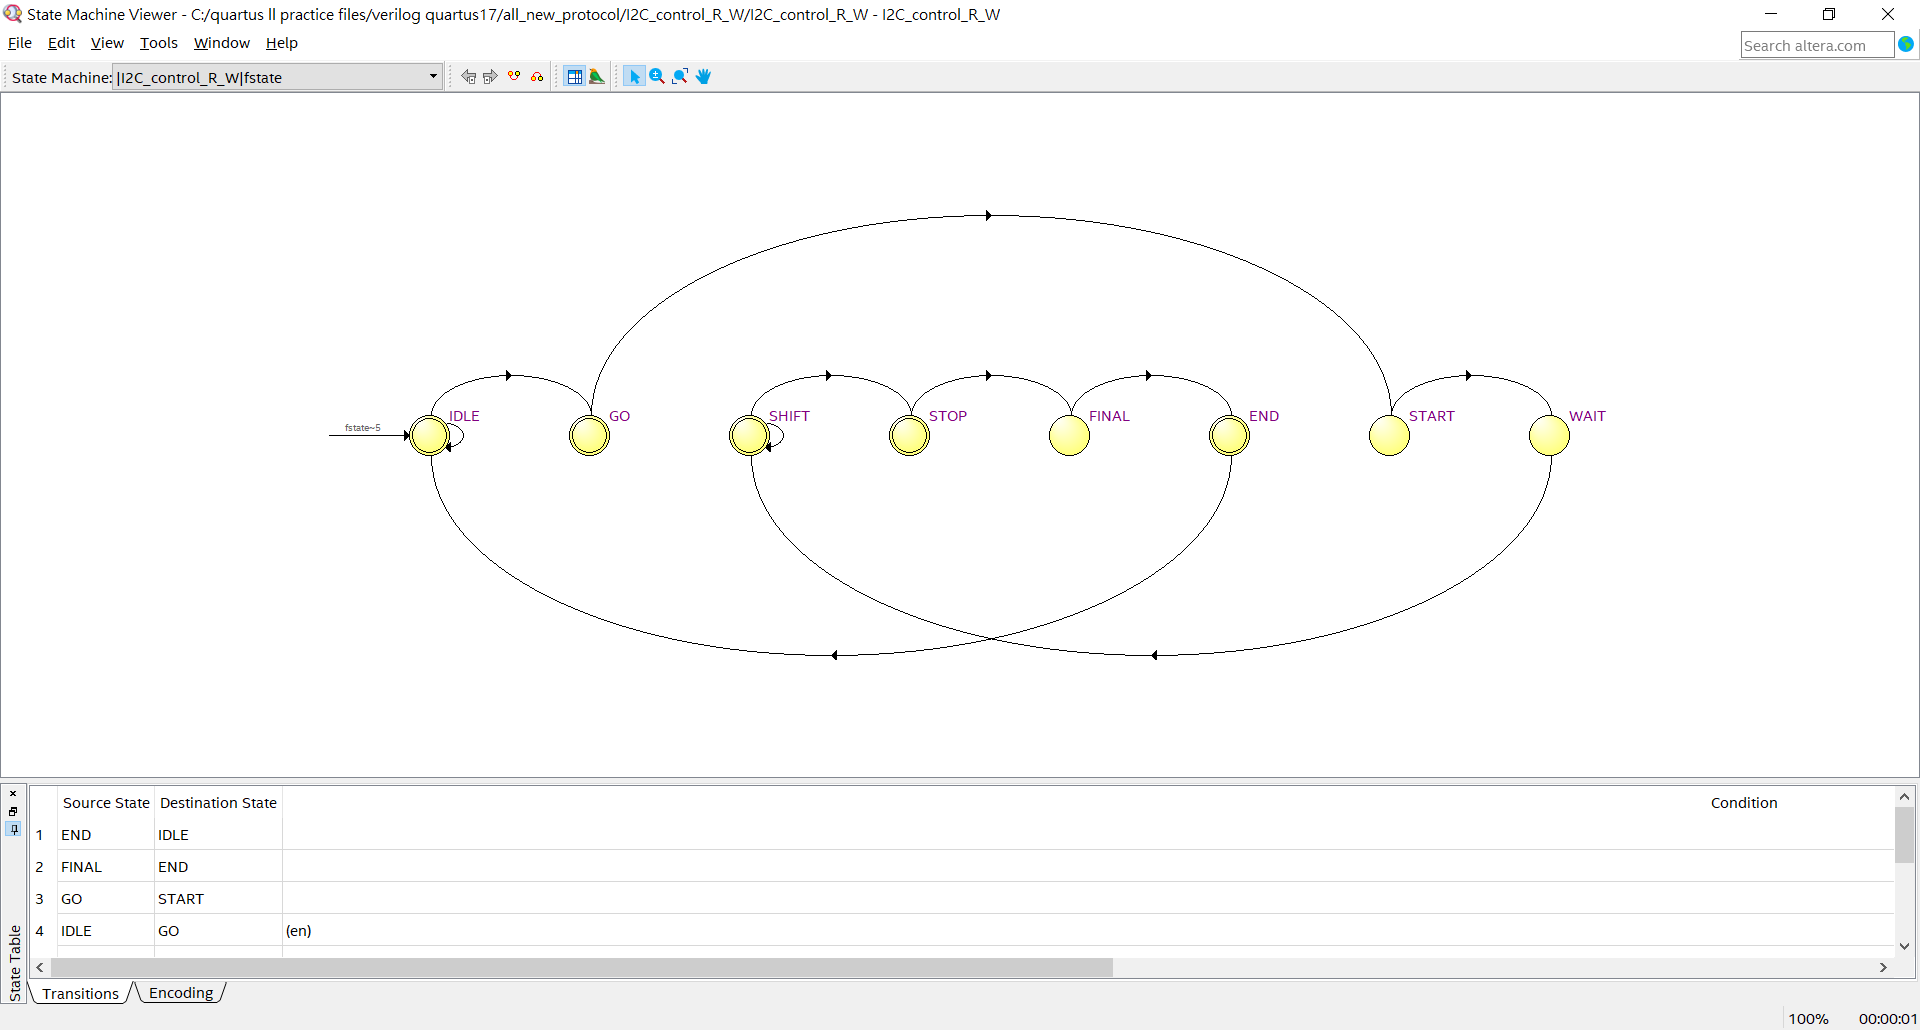 State Machine Viewer - C:/quartus ll practice files/verilog quartus17/all_new_protocol/I2C_control_R_W/I2C_control_R_W - I2C_control_R_W
File Edit View Tools Window Help
Search altera.com
State Machine: |I2C_control_R_W|fstate
IDLE GO SHIFT STOP FINAL END START WAIT
fstate~5
Source State Destination State Condition
1 END IDLE
2 FINAL END
3 GO START
4 IDLE GO (en)
State Table
Transitions Encoding
100% 00:00:01